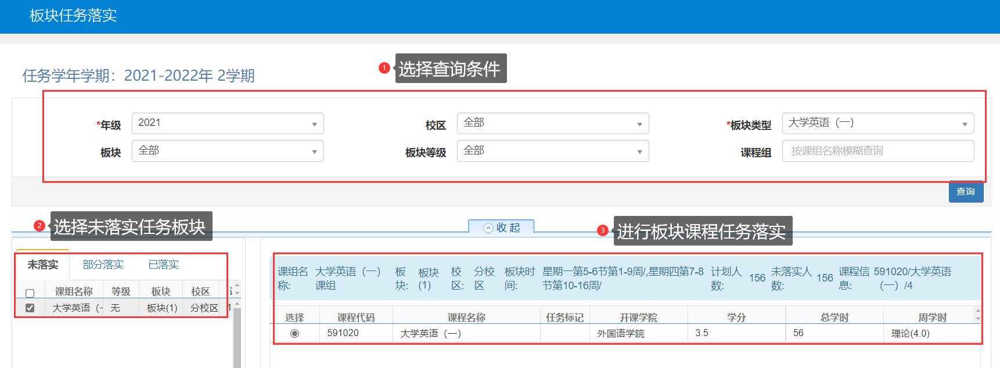 板块任务落实
任务学年学期：2021-2022年 2学期
1 选择查询条件
*年级 2021 校区 全部 *板块类型 大学英语（一）
板块 全部 板块等级 全部 课程组 按课组名称模糊查询
查询
2 选择未落实任务板块
收 起
3 进行板块课程任务落实
未落实 部分落实 已落实
课组名称 等级 板块 校区
大学英语（一 无 板块(1) 分校区 1
课组名称: 大学英语（一）课组 板块: 板块(1) 校区: 分校区 板块时间: 星期一第5-6节第1-9周/,星期四第7-8节第10-16周/ 计划人数: 156 未落实人数: 156 课程信息: 591020/大学英语（一）/4
选择 课程代码 课程名称 任务标记 开课学院 学分 总学时 周学时
591020 大学英语（一） 外国语学院 3.5 56 理论(4.0)